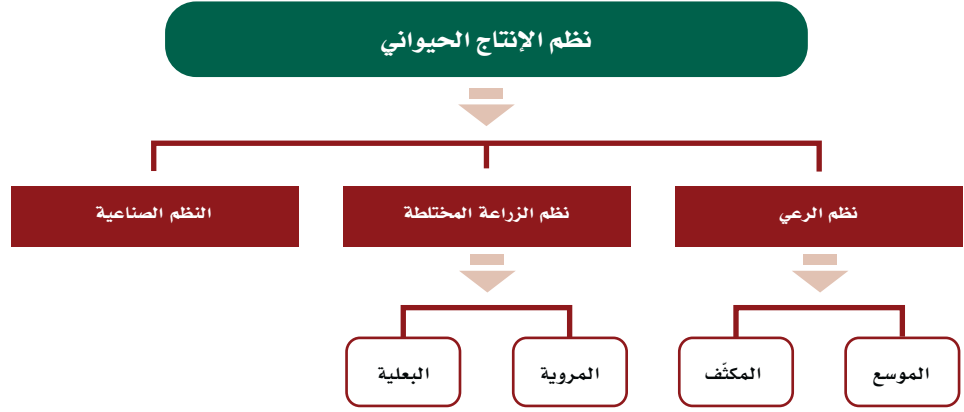 نظم الإنتاج الحيواني
نظم الرعي
نظم الزراعة المختلطة
النظم الصناعية
الموسع
المكثّف
المروية
البعلية